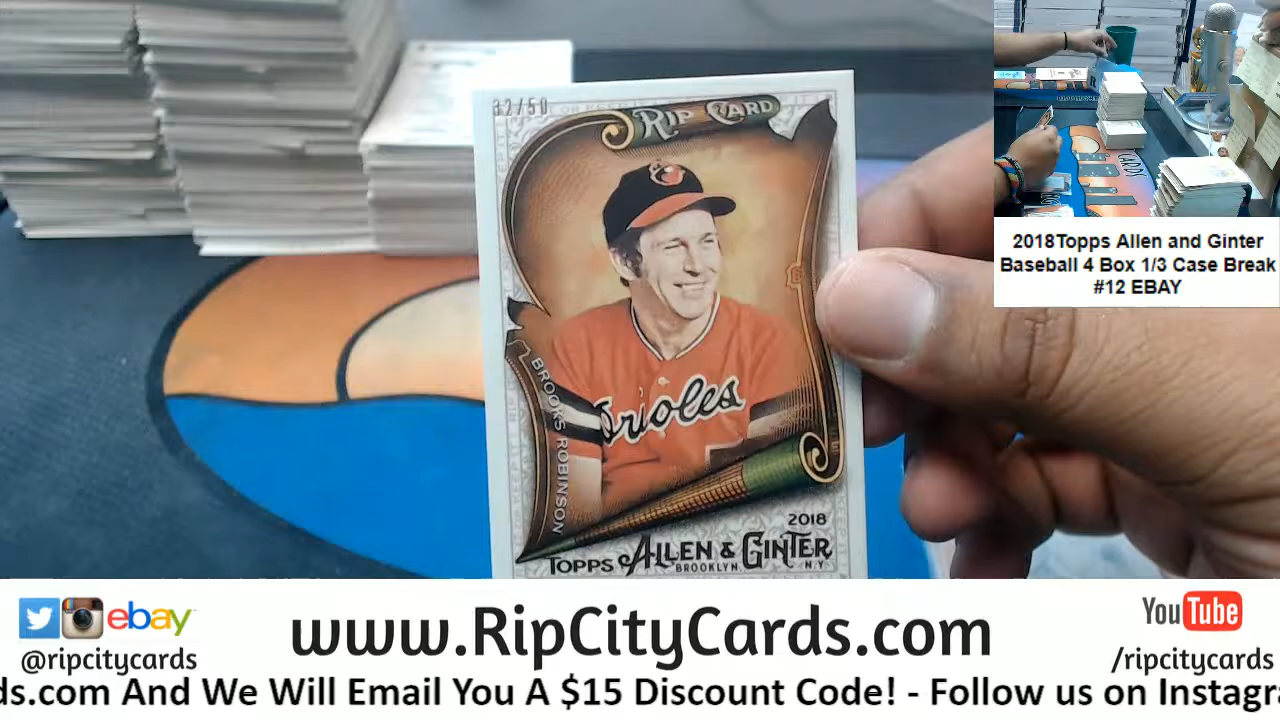 32/50
RIP CARD
Orioles
BROOKS ROBINSON
2018
TOPPS ALLEN & GINTER
BROOKLYN N.Y.
CARDS
2018Topps Allen and Ginter
Baseball 4 Box 1/3 Case Break
#12 EBAY
ebay
@ripcitycards
www.RipCityCards.com
YouTube
/ripcitycards
ds.com And We Will Email You A $15 Discount Code! - Follow us on Instagra